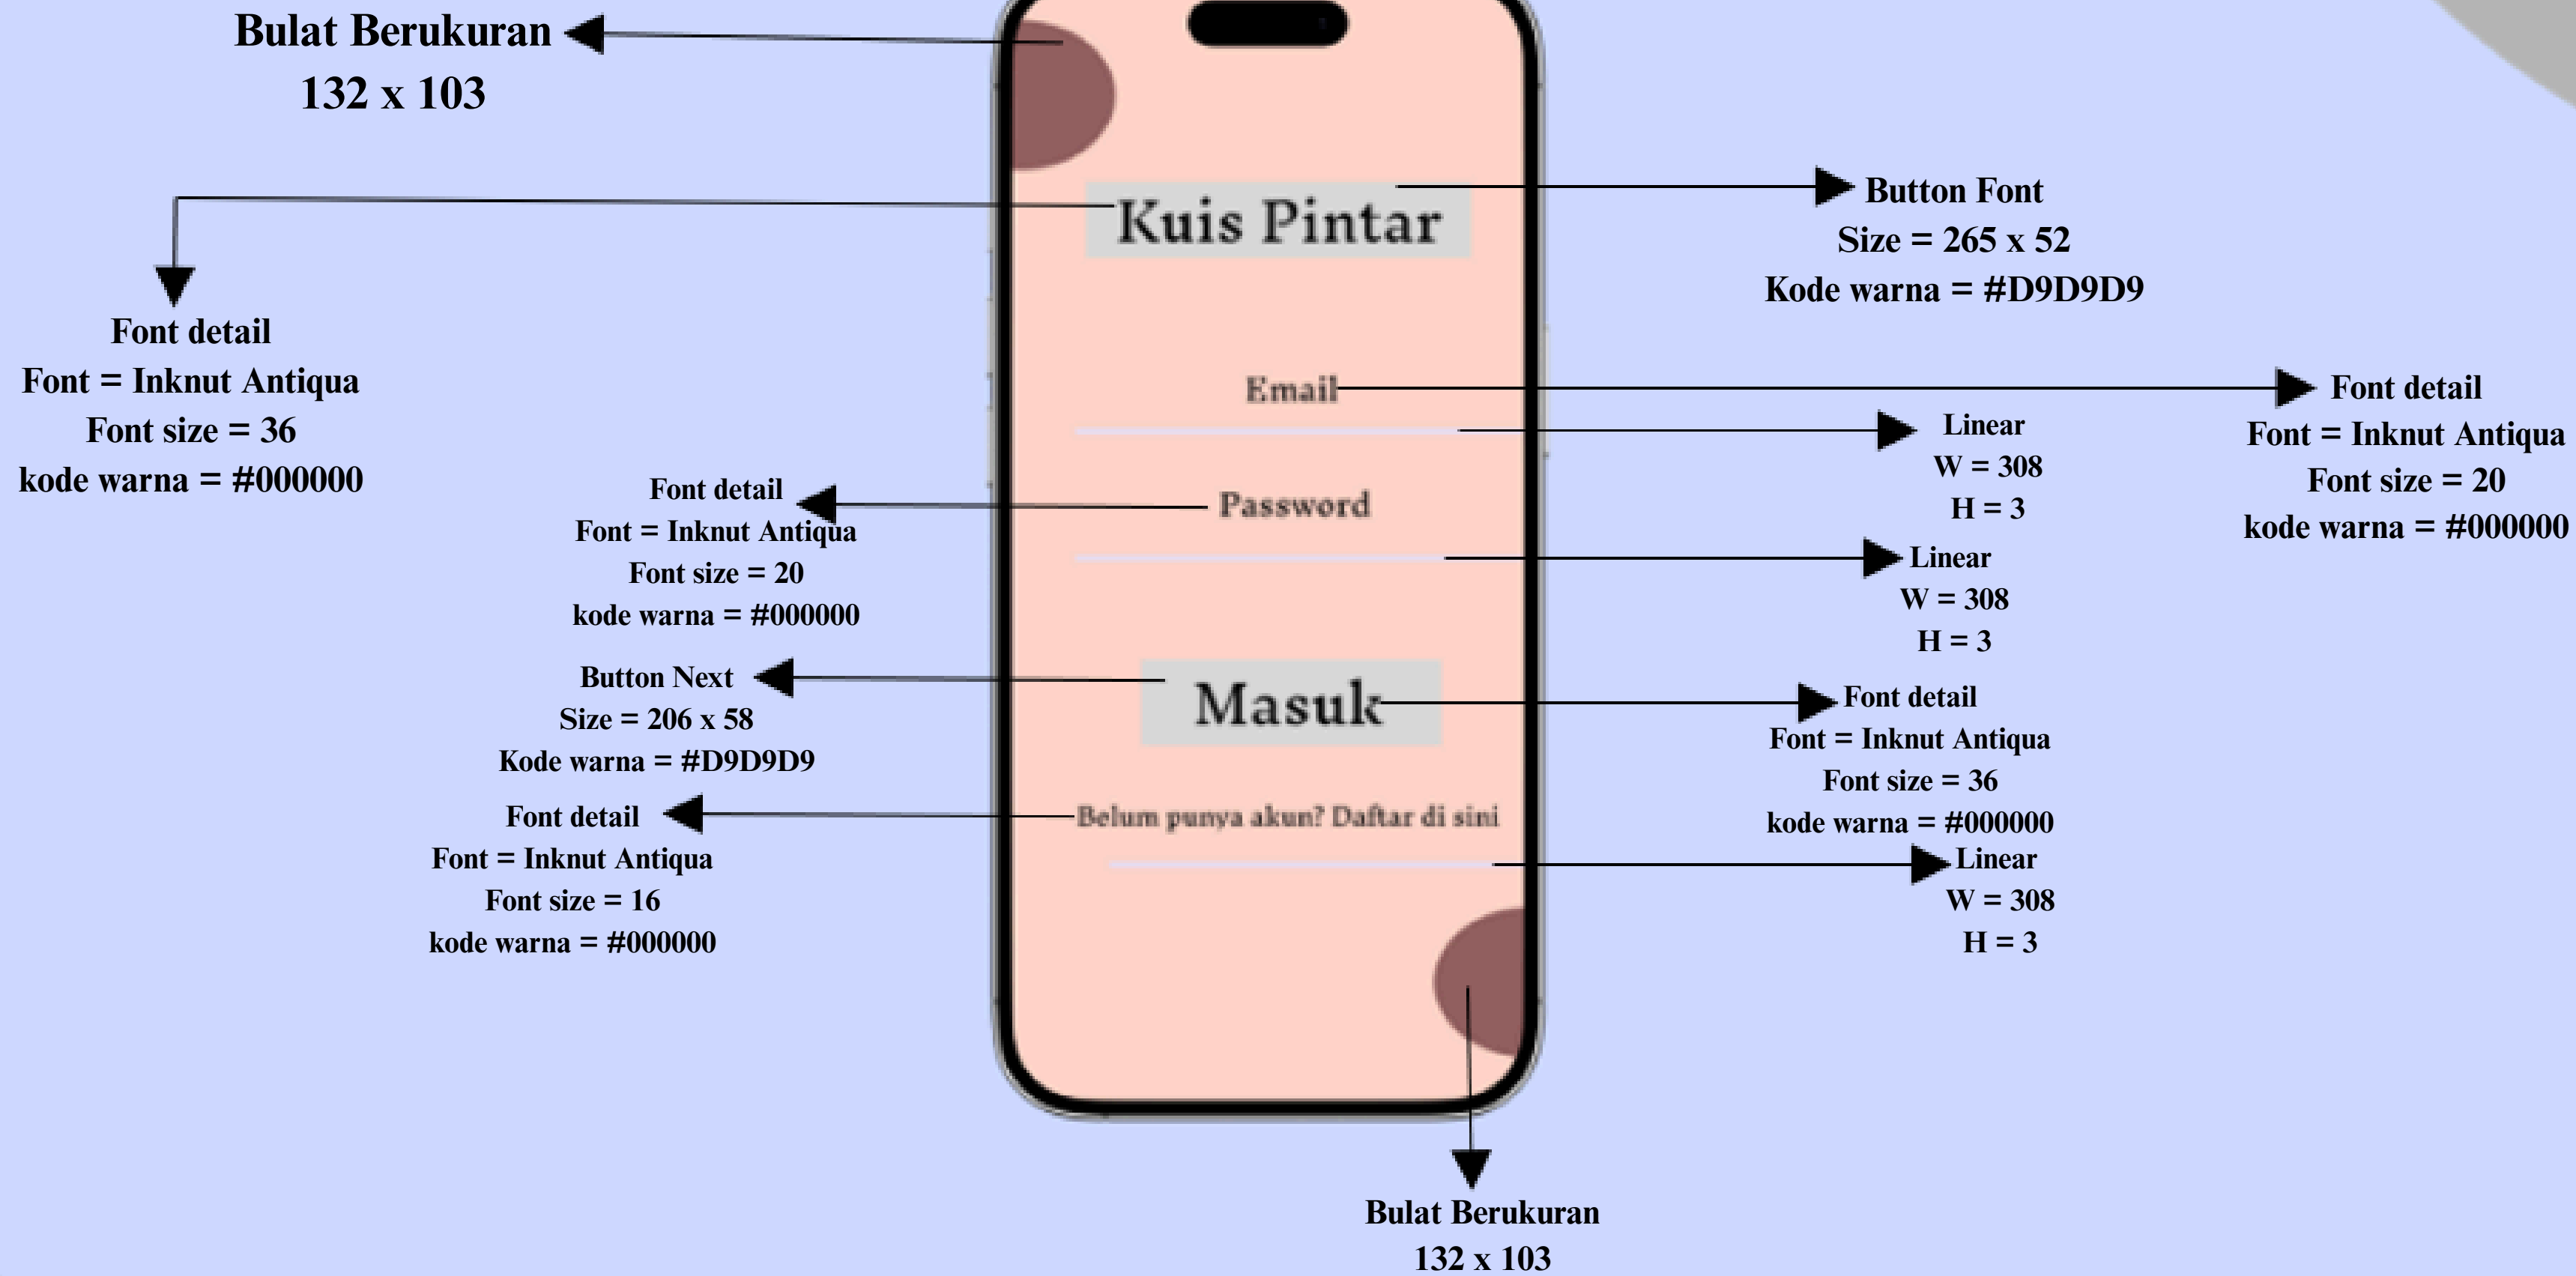 Bulat Berukuran
132 x 103
Kuis Pintar
Button Font
Size = 265 x 52
Kode warna = #D9D9D9
Font detail
Font = Inknut Antiqua
Font size = 36
kode warna = #000000
Email
Font detail
Font = Inknut Antiqua
Font size = 20
kode warna = #000000
Linear
W = 308
H = 3
Font detail
Font = Inknut Antiqua
Font size = 20
kode warna = #000000
Password
Linear
W = 308
H = 3
Button Next
Size = 206 x 58
Kode warna = #D9D9D9
Masuk
Font detail
Font = Inknut Antiqua
Font size = 36
kode warna = #000000
Font detail
Font = Inknut Antiqua
Font size = 16
kode warna = #000000
Belum punya akun? Daftar di sini
Linear
W = 308
H = 3
Bulat Berukuran
132 x 103